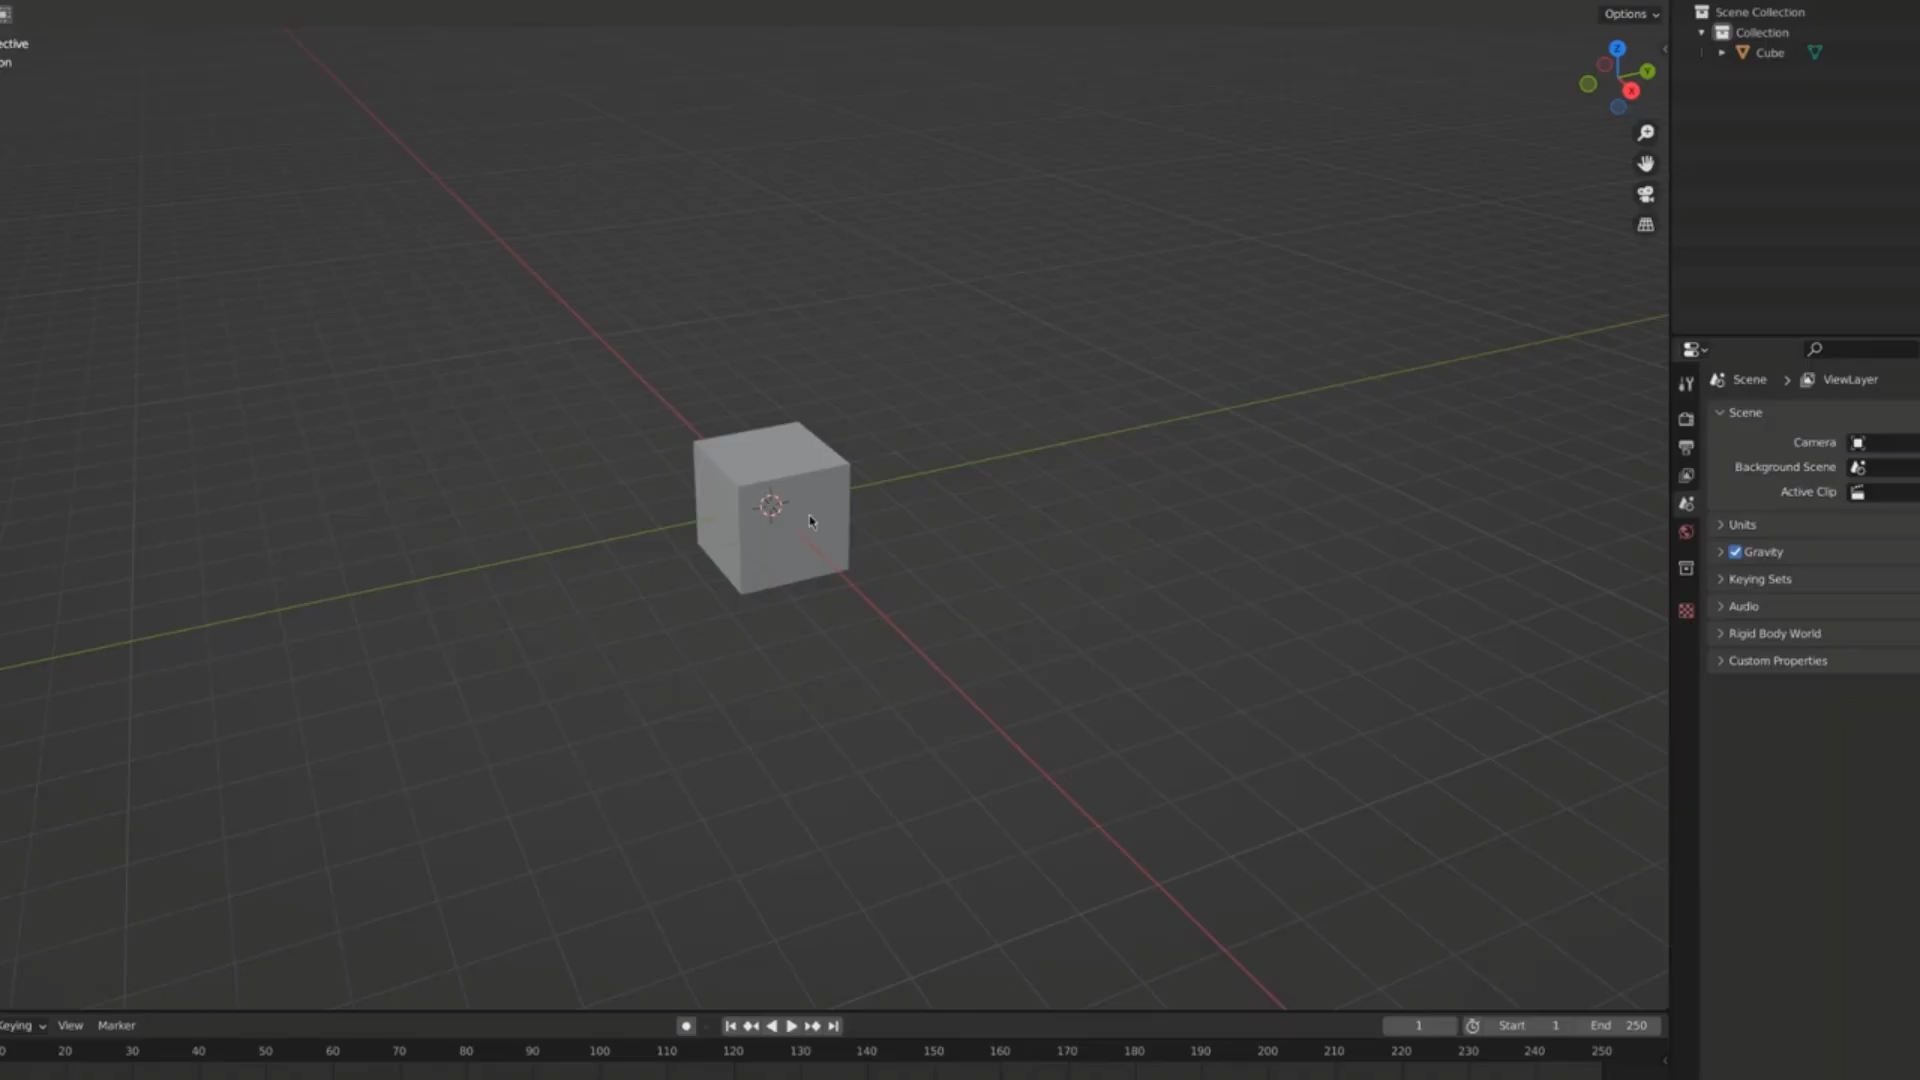 Options
ective
on
Z
Y
X
Scene Collection
Collection
Cube
Scene > ViewLayer
Scene
Camera
Background Scene
Active Clip
Units
Gravity
Keying Sets
Audio
Rigid Body World
Custom Properties
Keying View Marker 1 Start 1 End 250
0 20 30 40 50 60 70 80 90 100 110 120 130 140 150 160 170 180 190 200 210 220 230 240 250